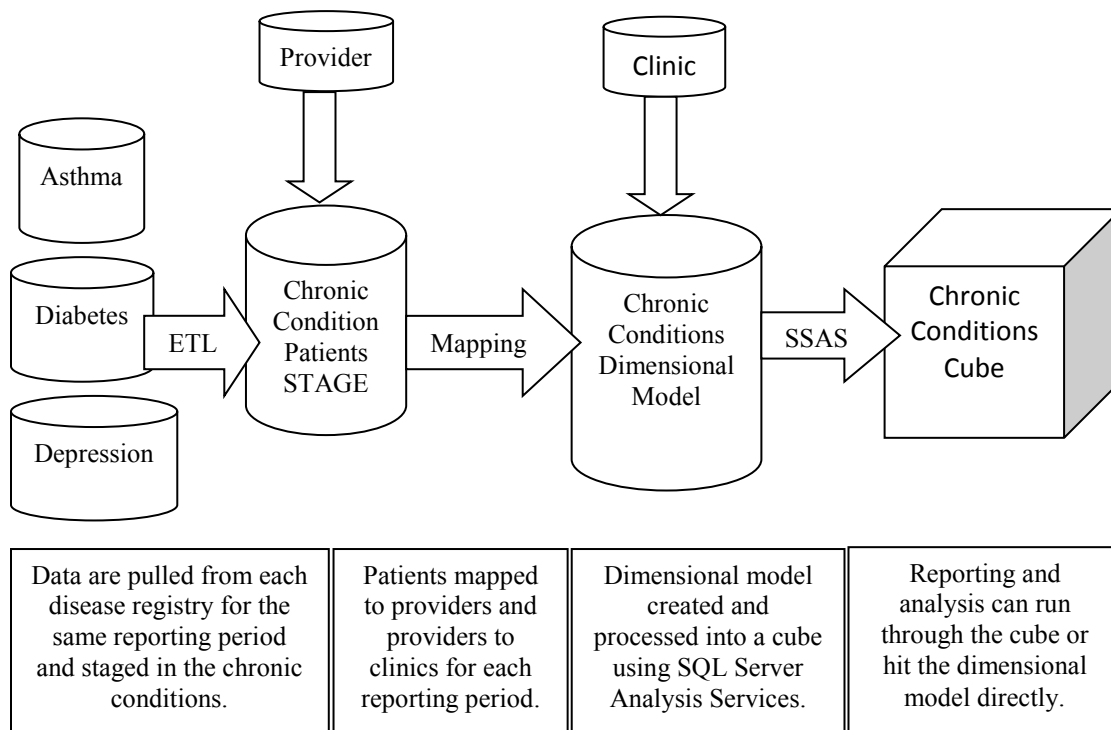 Provider
Clinic
Asthma
Diabetes
Depression
ETL
Chronic
Condition
Patients
STAGE
Mapping
Chronic
Conditions
Dimensional
Model
SSAS
Chronic
Conditions
Cube
Data are pulled from each
disease registry for the
same reporting period
and staged in the chronic
conditions.
Patients mapped
to providers and
providers to
clinics for each
reporting period.
Dimensional model
created and
processed into a cube
using SQL Server
Analysis Services.
Reporting and
analysis can run
through the cube or
hit the dimensional
model directly.